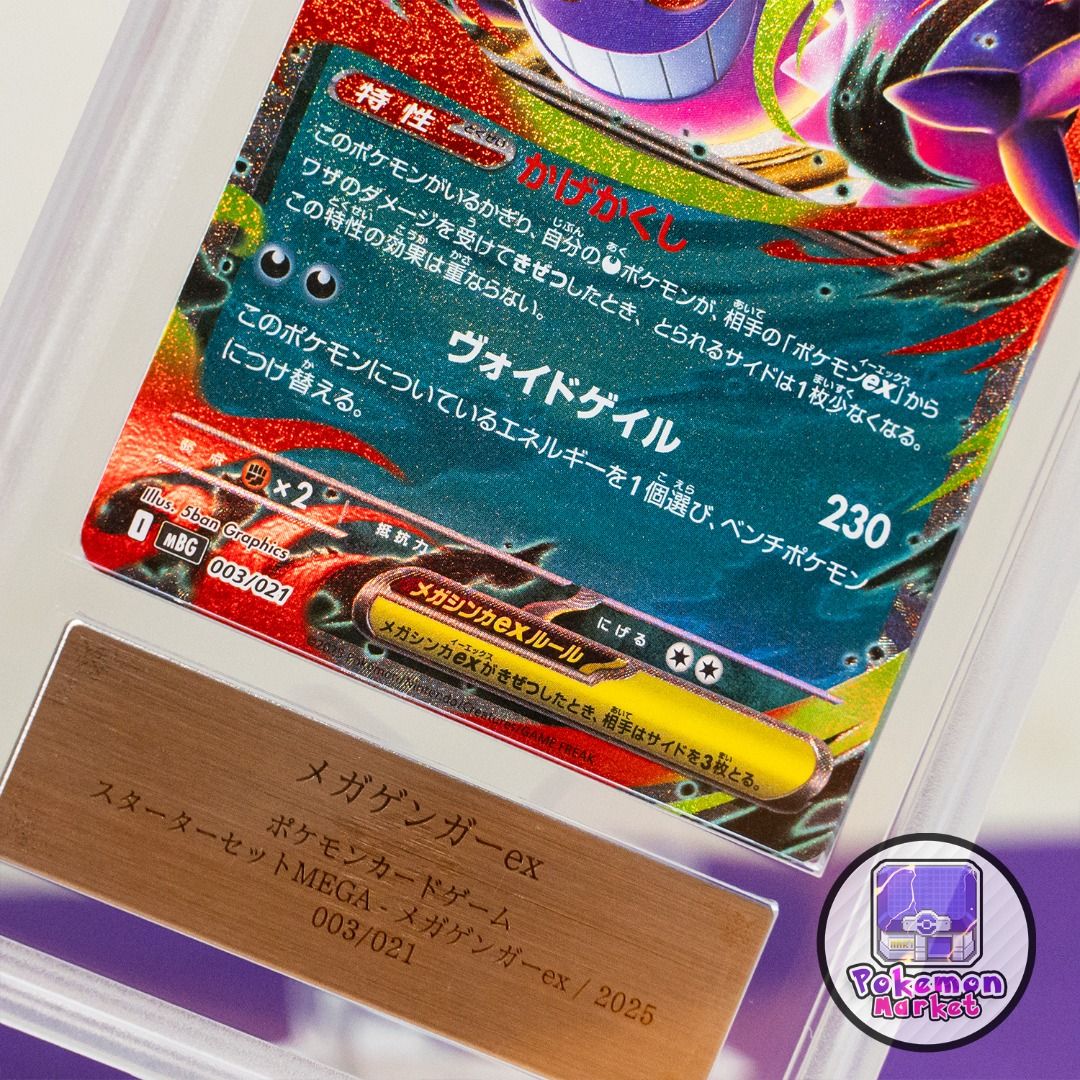 特性
とくせい
かげかくし
このポケモンがいるかぎり、自分のポケモンが、相手の「ポケモンex」から
ワザのダメージを受けてきぜつしたとき、とられるサイドは1枚少なくなる。
この特性の効果は重ならない。
ヴォイドゲイル 230
このポケモンについているエネルギーを1個選び、ベンチポケモン
につけ替える。
弱点 ×2 抵抗力 にげる
Illus. 5ban Graphics
I MBG 003/021
メガシンカexルール
メガシンカexがきぜつしたとき、相手はサイドを3枚とる。
メガゲンガーex
ポケモンカードゲーム
スターターセットMEGA - メガゲンガーex / 2025
003/021
Pokemon
Market